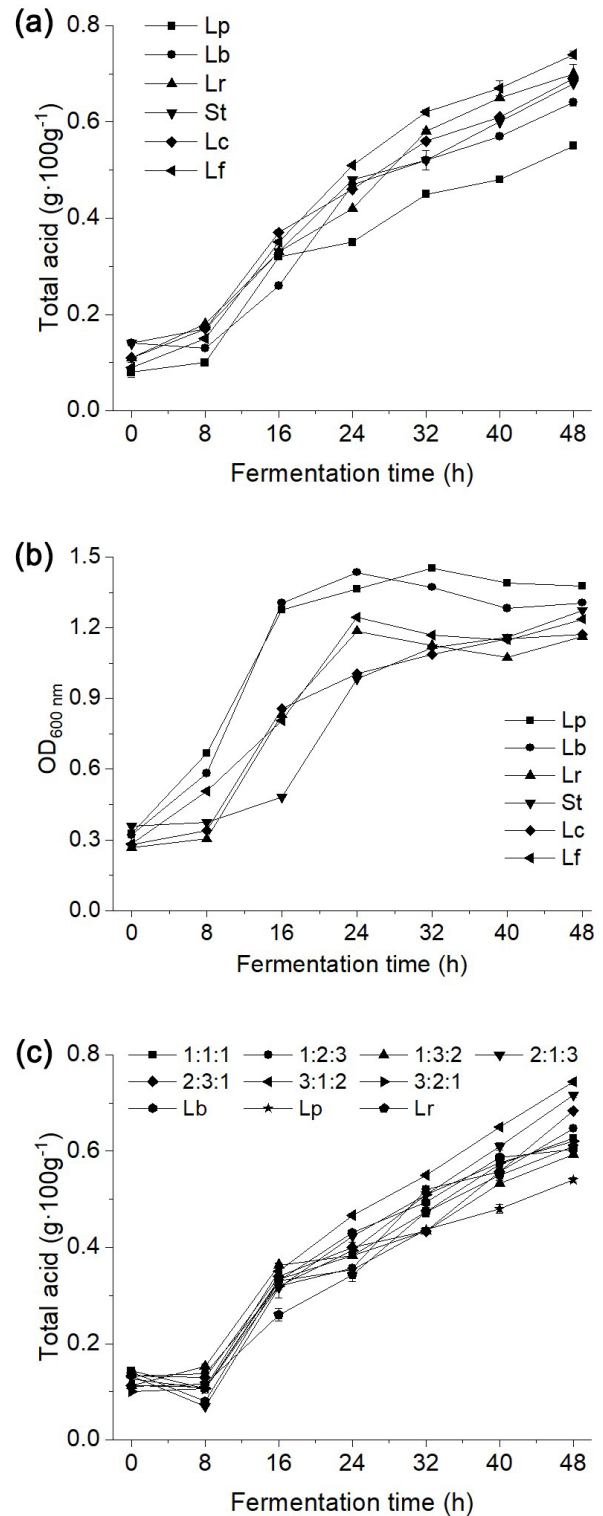 (a)
Lp
Lb
Lr
St
Lc
Lf
Total acid (g·100g⁻¹)
0.8
0.6
0.4
0.2
0.0
0 8 16 24 32 40 48
Fermentation time (h)
(b)
OD600 nm
1.5
1.2
0.9
0.6
0.3
0.0
Lp
Lb
Lr
St
Lc
Lf
0 8 16 24 32 40 48
Fermentation time (h)
(c)
1:1:1 1:2:3 1:3:2 2:1:3
2:3:1 3:1:2 3:2:1
Lb Lp Lr
Total acid (g·100g⁻¹)
0.8
0.6
0.4
0.2
0.0
0 8 16 24 32 40 48
Fermentation time (h)